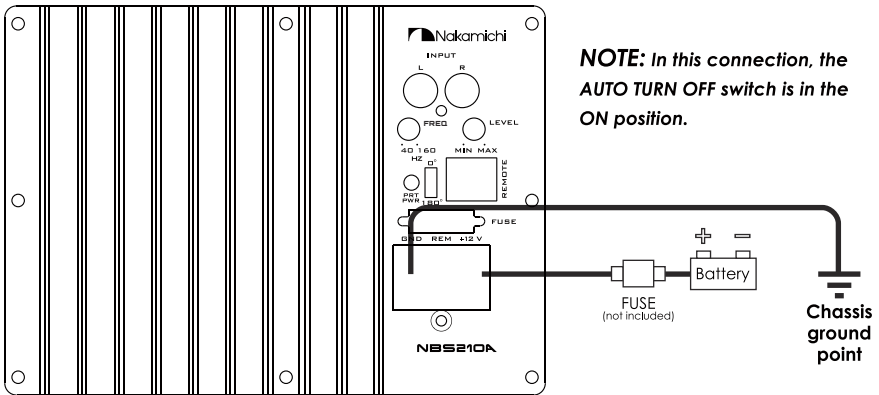 Nakamichi
INPUT
L R
FREQ LEVEL
40 160 MIN MAX
HZ
0°
REMOTE
PRT
PWR 180°
FUSE
GND REM +12 V
NBS210A
NOTE: In this connection, the
AUTO TURN OFF switch is in the
ON position.
+ −
Battery
FUSE
(not included)
Chassis
ground
point